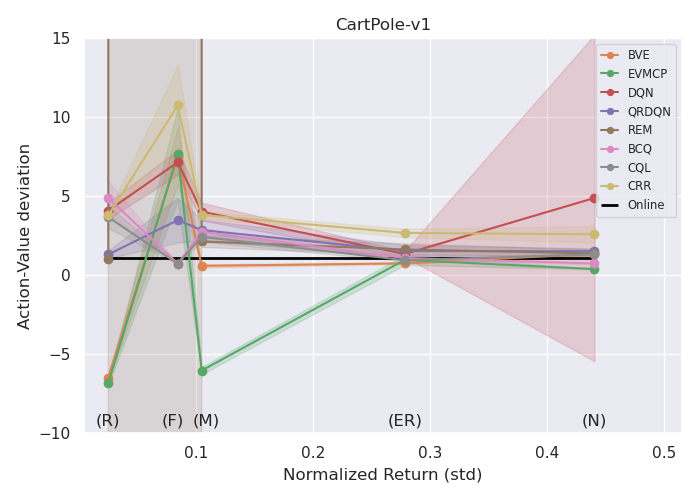 CartPole-v1
Action-Value deviation
15
10
5
0
−5
−10
BVE
EVMCP
DQN
QRDQN
REM
BCQ
CQL
CRR
Online
(R) (F) (M) (ER) (N)
0.1 0.2 0.3 0.4 0.5
Normalized Return (std)